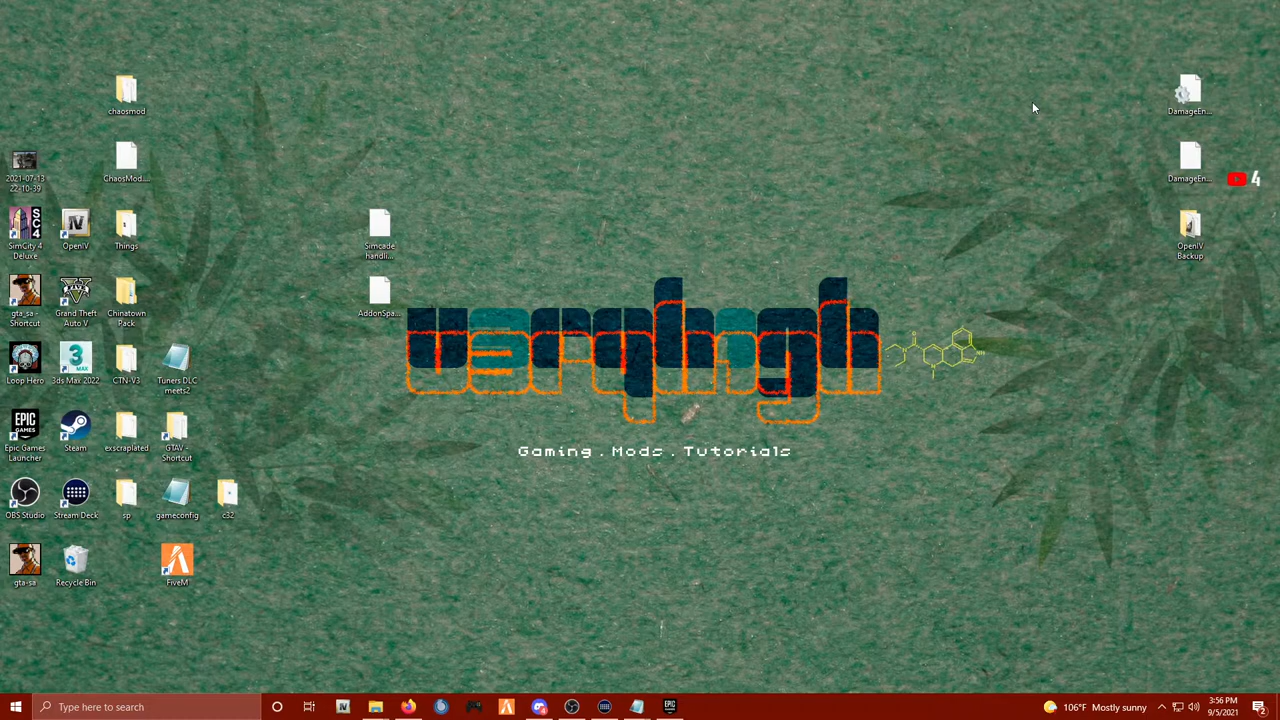 chaosmod
ChaosMod....
2021-07-13
22-10-39
SimCity 4
Deluxe
OpenIV
Things
gta_sa -
Shortcut
Grand Theft
Auto V
Chinatown
Pack
Loop Hero
3ds Max 2022
CTN-V3
Tuners DLC
meets2
Epic Games
Launcher
Steam
exscraplated
GTAV -
Shortcut
OBS Studio
Stream Deck
sp
gameconfig
c32
gta-sa
Recycle Bin
FiveM
Simcade
handli...
AddonSpa...
Gaming . Mods . Tutorials
DamageEn...
DamageEn...
4
OpenIV
Backup
Type here to search
106°F Mostly sunny
3:56 PM
9/5/2021
2